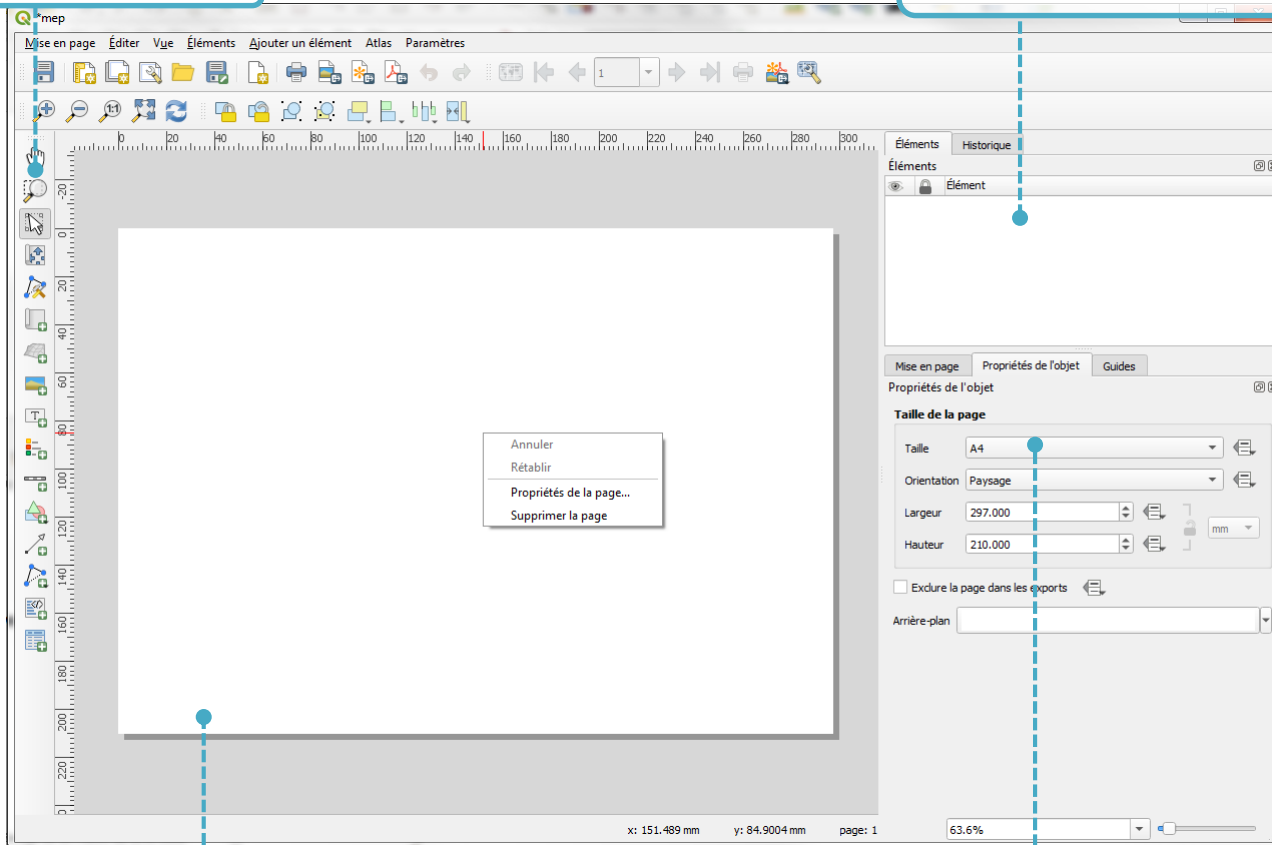 *mep
Mise en page Éditer Vue Éléments Ajouter un élément Atlas Paramètres
1
1:1
0 20 40 60 80 100 120 140 160 180 200 220 240 260 280 300
-20
0
20
40
60
80
100
120
140
160
180
200
220
Annuler
Rétablir
Propriétés de la page...
Supprimer la page
Éléments Historique
Éléments
Élément
Mise en page Propriétés de l'objet Guides
Propriétés de l'objet
Taille de la page
Taille A4
Orientation Paysage
Largeur 297.000
mm
Hauteur 210.000
Exclure la page dans les exports
Arrière-plan
x: 151.489 mm y: 84.9004 mm page: 1 63.6%